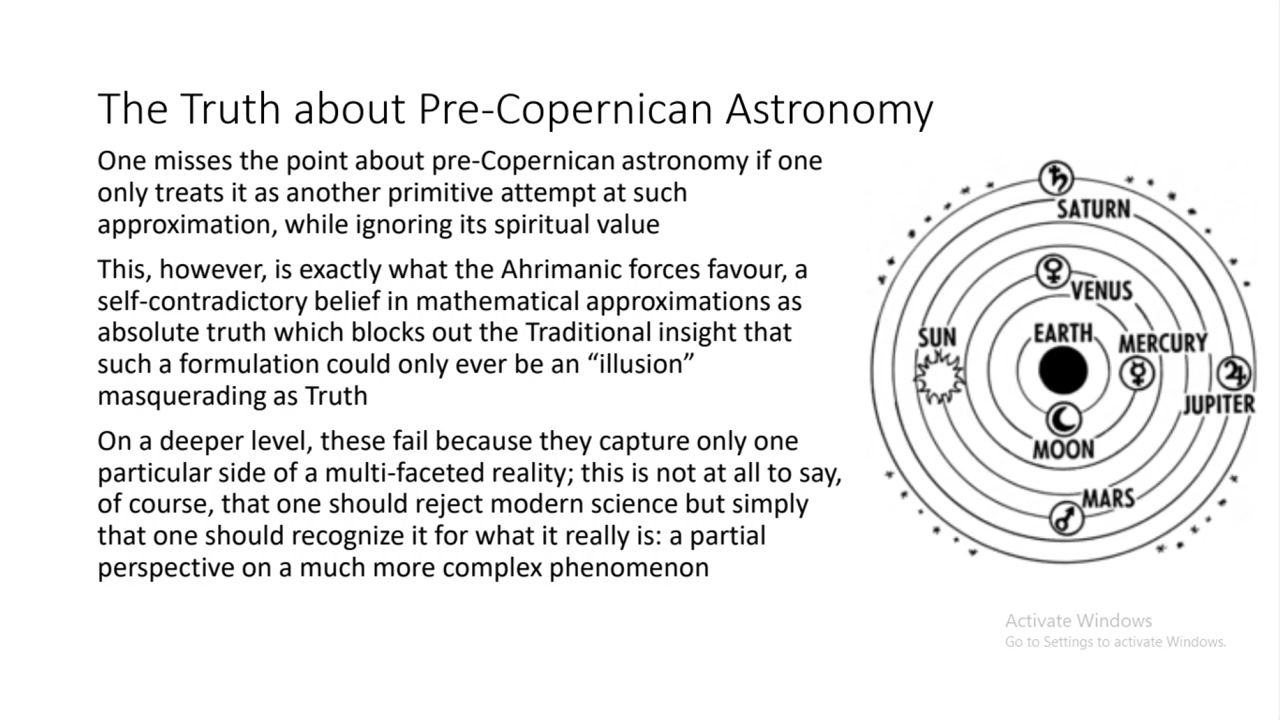 The Truth about Pre-Copernican Astronomy
One misses the point about pre-Copernican astronomy if one
only treats it as another primitive attempt at such
approximation, while ignoring its spiritual value
This, however, is exactly what the Ahrimanic forces favour, a
self-contradictory belief in mathematical approximations as
absolute truth which blocks out the Traditional insight that
such a formulation could only ever be an “illusion”
masquerading as Truth
On a deeper level, these fail because they capture only one
particular side of a multi-faceted reality; this is not at all to say,
of course, that one should reject modern science but simply
that one should recognize it for what it really is: a partial
perspective on a much more complex phenomenon
SATURN
VENUS
SUN
EARTH
MERCURY
JUPITER
MOON
MARS
Activate Windows
Go to Settings to activate Windows.